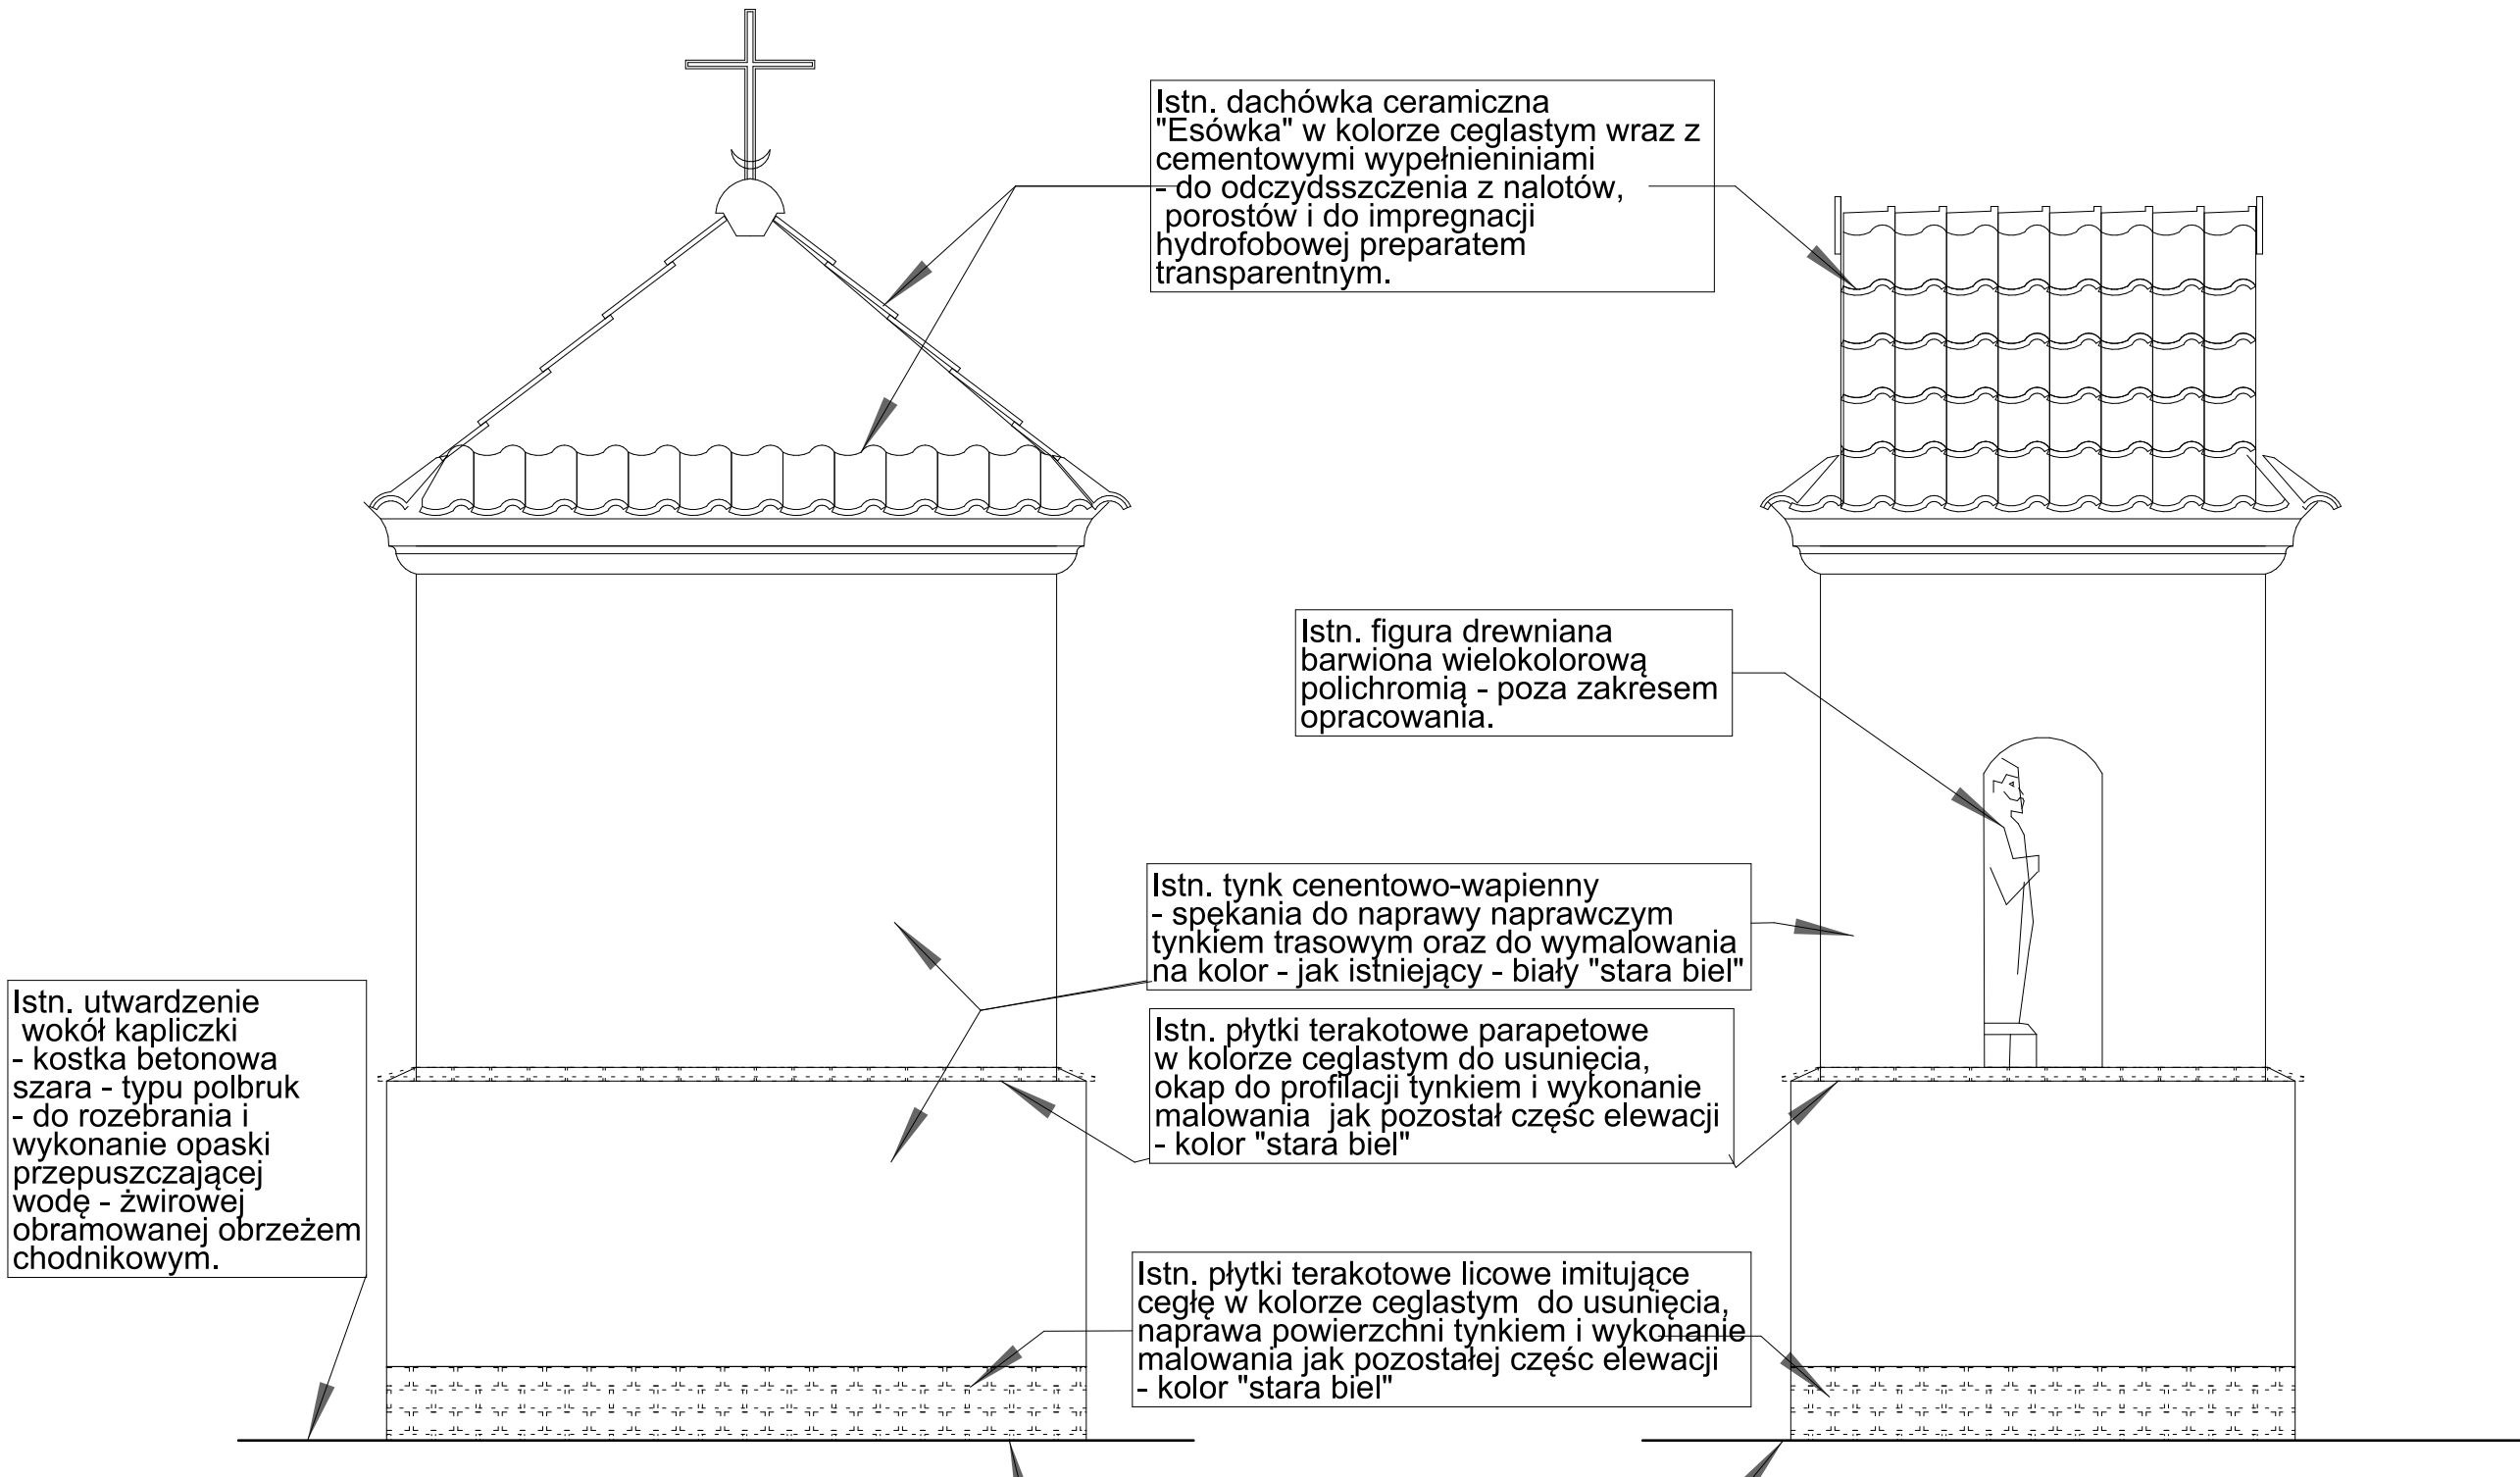 Istn. dachówka ceramiczna
"Esówka" w kolorze ceglastym wraz z
cementowymi wypełnieniniami
- do odczydsszczenia z nalotów,
porostów i do impregnacji
hydrofobowej preparatem
transparentnym.
Istn. figura drewniana
barwiona wielokolorową
polichromią - poza zakresem
opracowania.
Istn. tynk cenentowo-wapienny
- spękania do naprawy naprawczym
tynkiem trasowym oraz do wymalowania
na kolor - jak istniejący - biały "stara biel"
Istn. utwardzenie
wokół kapliczki
- kostka betonowa
szara - typu polbruk
- do rozebrania i
wykonanie opaski
przepuszczającej
wodę - żwirowej
obramowanej obrzeżem
chodnikowym.
Istn. płytki terakotowe parapetowe
w kolorze ceglastym do usunięcia,
okap do profilacji tynkiem i wykonanie
malowania  jak pozostał częśc elewacji
- kolor "stara biel"
Istn. płytki terakotowe licowe imitujące
cegłę w kolorze ceglastym  do usunięcia,
naprawa powierzchni tynkiem i wykonanie
malowania jak pozostałej częśc elewacji
- kolor "stara biel"